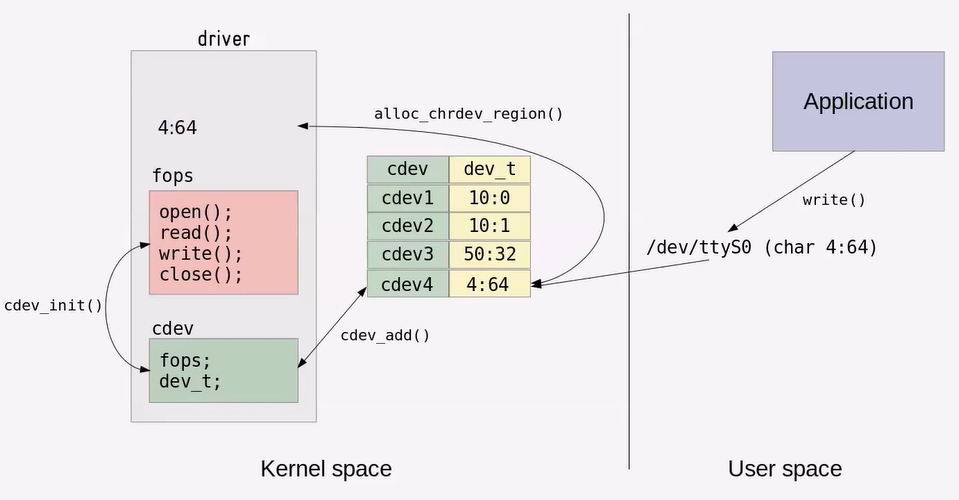 driver
4:64
fops
open();
read();
write();
close();
cdev_init()
cdev
fops;
dev_t;
alloc_chrdev_region()
cdev dev_t
cdev1 10:0
cdev2 10:1
cdev3 50:32
cdev4 4:64
cdev_add()
Kernel space
Application
write()
/dev/ttyS0 (char 4:64)
User space